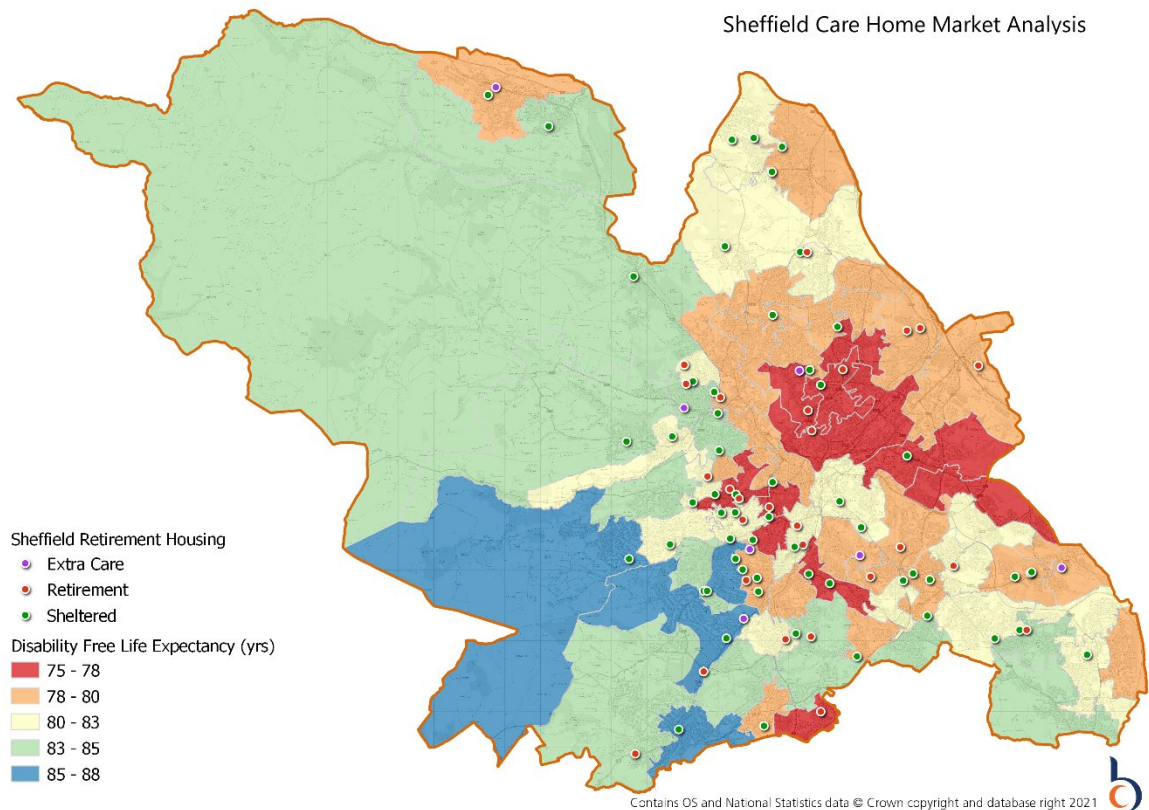 Sheffield Care Home Market Analysis
Sheffield Retirement Housing
Extra Care
Retirement
Sheltered
Disability Free Life Expectancy (yrs)
75 - 78
78 - 80
80 - 83
83 - 85
85 - 88
Contains OS and National Statistics data © Crown copyright and database right 2021